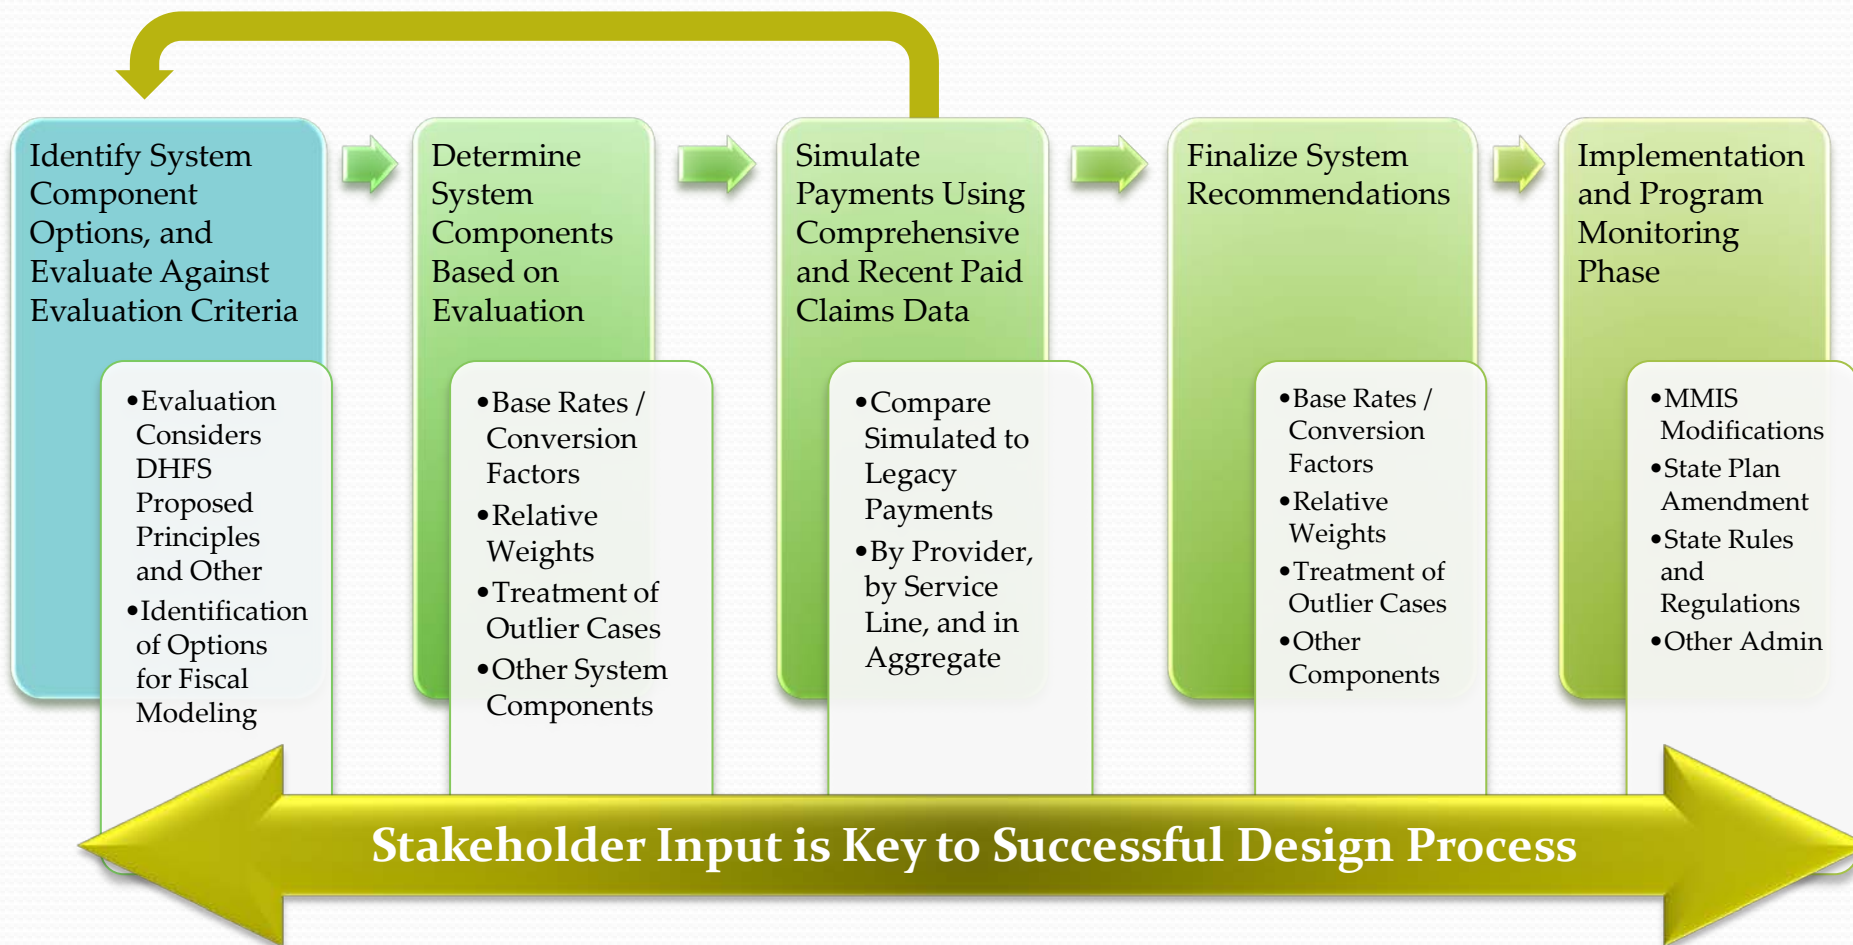 Identify System
Component
Options, and
Evaluate Against
Evaluation Criteria
•Evaluation
Considers
DHFS
Proposed
Principles
and Other
•Identification
of Options
for Fiscal
Modeling
Determine
System
Components
Based on
Evaluation
•Base Rates /
Conversion
Factors
•Relative
Weights
•Treatment of
Outlier Cases
•Other System
Components
Simulate
Payments Using
Comprehensive
and Recent Paid
Claims Data
•Compare
Simulated to
Legacy
Payments
•By Provider,
by Service
Line, and in
Aggregate
Finalize System
Recommendations
•Base Rates /
Conversion
Factors
•Relative
Weights
•Treatment of
Outlier Cases
•Other
Components
Implementation
and Program
Monitoring
Phase
•MMIS
Modifications
•State Plan
Amendment
•State Rules
and
Regulations
•Other Admin
Stakeholder Input is Key to Successful Design Process